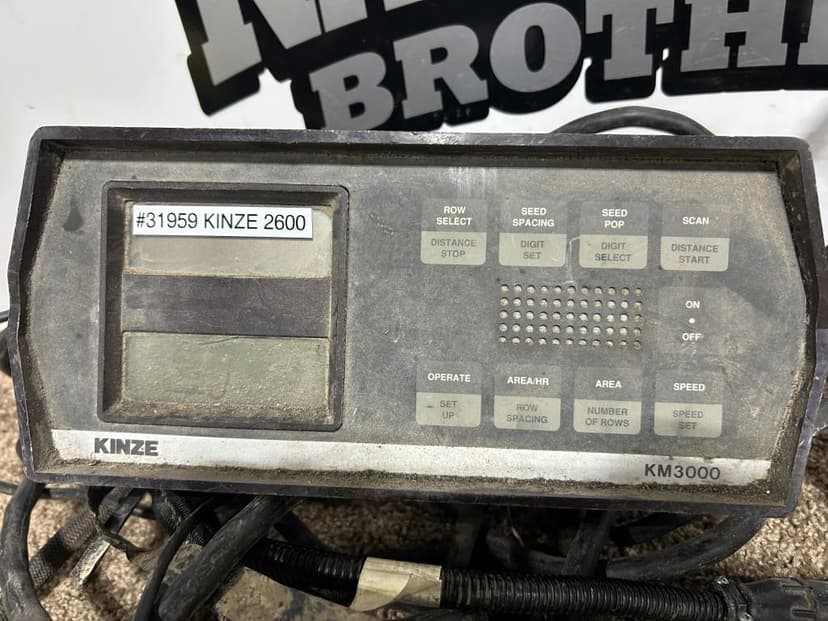 BROTH
#31959 KINZE 2600
ROW
SELECT
DISTANCE
STOP
SEED
SPACING
DIGIT
SET
SEED
POP
DIGIT
SELECT
SCAN
DISTANCE
START
ON
OFF
OPERATE
SET
UP
AREA/HR
ROW
SPACING
AREA
NUMBER
OF ROWS
SPEED
SPEED
SET
KINZE
KM3000